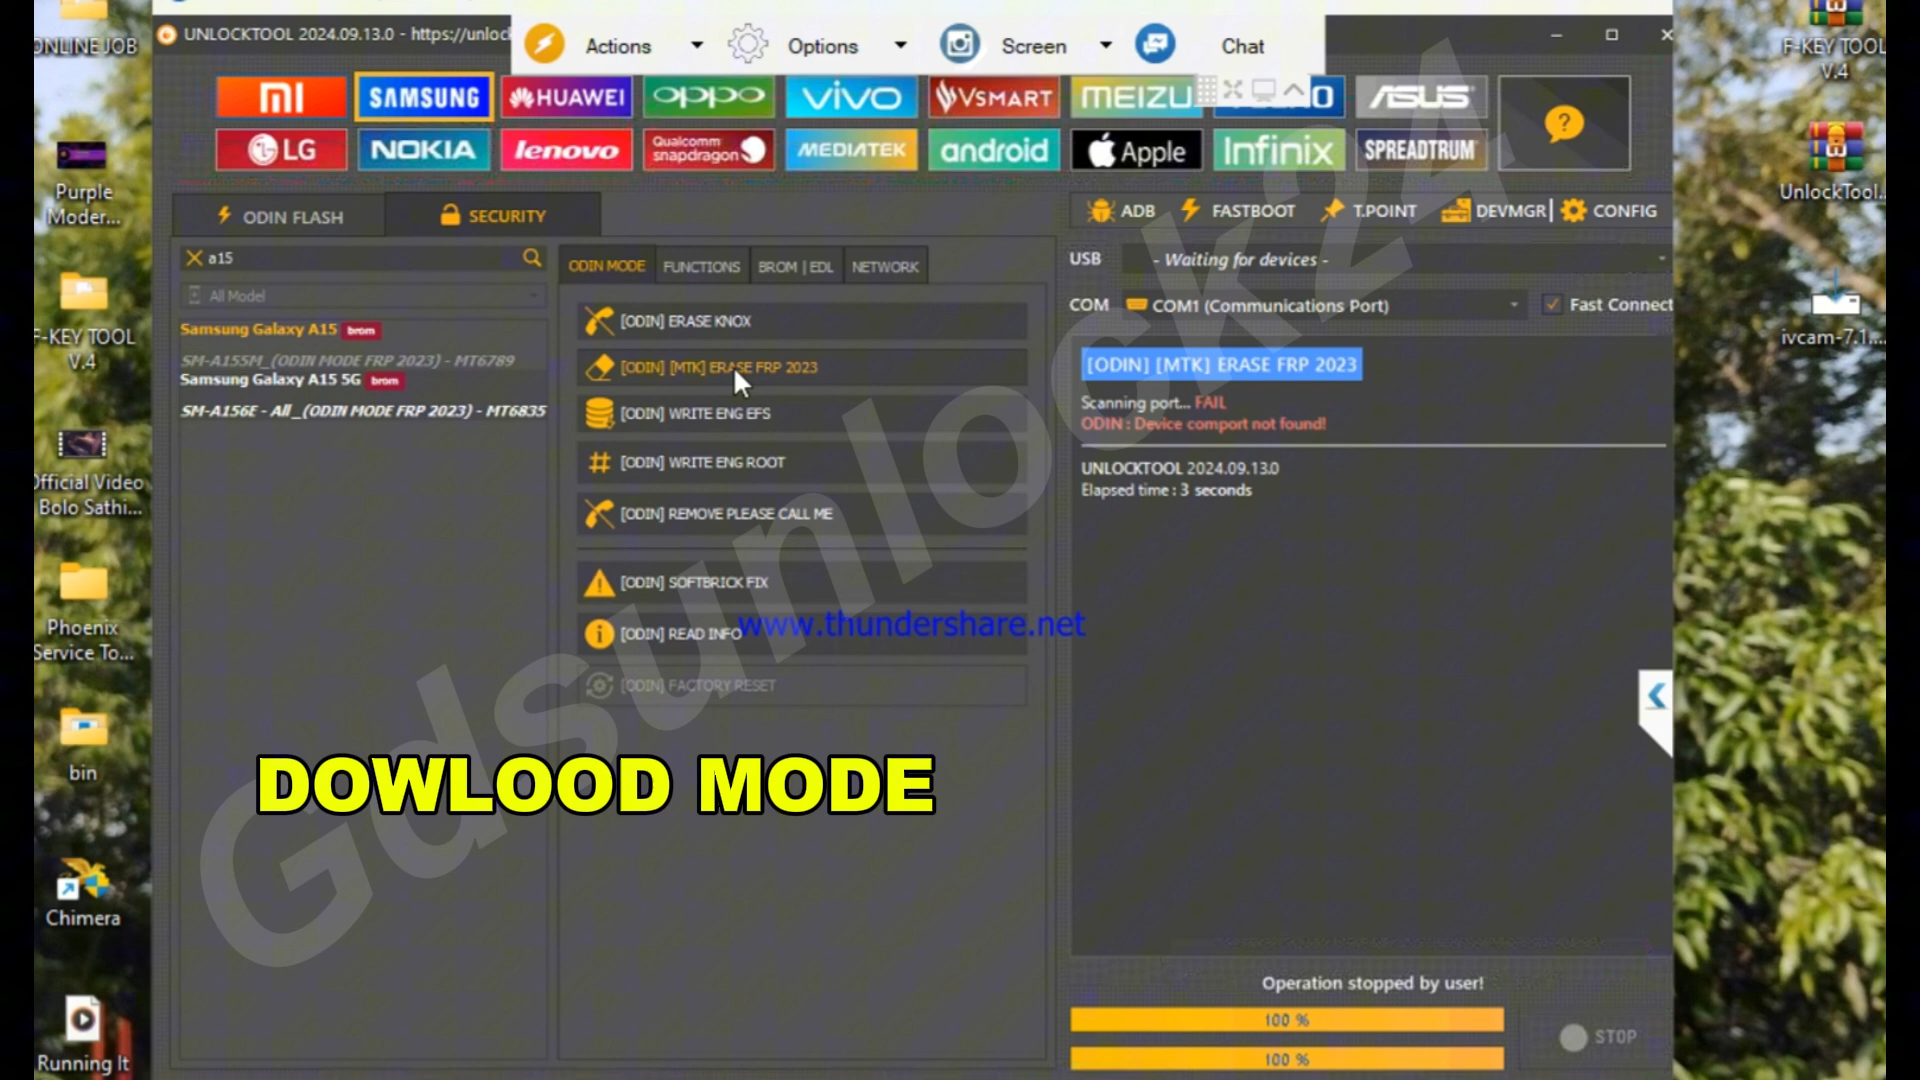 ONLINE JOB
UNLOCKTOOL 2024.09.13.0 - https://unloc
Actions
Options
Screen
Chat
F-KEY TOOL
V.4
mi
SAMSUNG
HUAWEI
oppo
vivo
VSMART
MEIZU
ASUS
?
LG
NOKIA
lenovo
Qualcomm
snapdragon
MEDIATEK
android
Apple
Infinix
SPREADTRUM
Purple
Moder...
UnlockTool...
ODIN FLASH
SECURITY
ADB
FASTBOOT
T.POINT
DEVMGR
CONFIG
a15
ODIN MODE
FUNCTIONS
BROM | EDL
NETWORK
USB
- Waiting for devices -
All Model
COM
COM1 (Communications Port)
Fast Connect
Samsung Galaxy A15 brom
SM-A155M_(ODIN MODE FRP 2023) - MT6789
Samsung Galaxy A15 5G brom
SM-A156E - All_(ODIN MODE FRP 2023) - MT6835
[ODIN] ERASE KNOX
[ODIN] [MTK] ERASE FRP 2023
[ODIN] WRITE ENG EFS
[ODIN] WRITE ENG ROOT
[ODIN] REMOVE PLEASE CALL ME
[ODIN] SOFTBRICK FIX
[ODIN] READ INFO
[ODIN] FACTORY RESET
[ODIN] [MTK] ERASE FRP 2023
Scanning port... FAIL
ODIN : Device comport not found!
UNLOCKTOOL 2024.09.13.0
Elapsed time : 3 seconds
F-KEY TOOL
V.4
ivcam-7.1....
Official Video
Bolo Sathi...
Phoenix
Service To...
bin
Chimera
Running It
www.thundershare.net
Gdsunlock24
DOWLOOD MODE
Operation stopped by user!
100 %
100 %
STOP